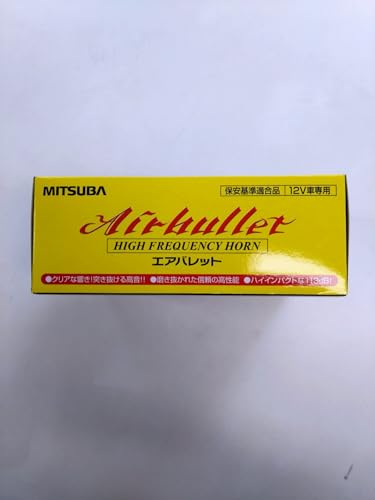 MITSUBA
保安基準適合品 12V車専用
Airbullet
HIGH FREQUENCY HORN
エアバレット
●クリアな響き!突き抜ける高音!! ●磨き抜かれた信頼の高性能 ●ハイインパクトな113dB!